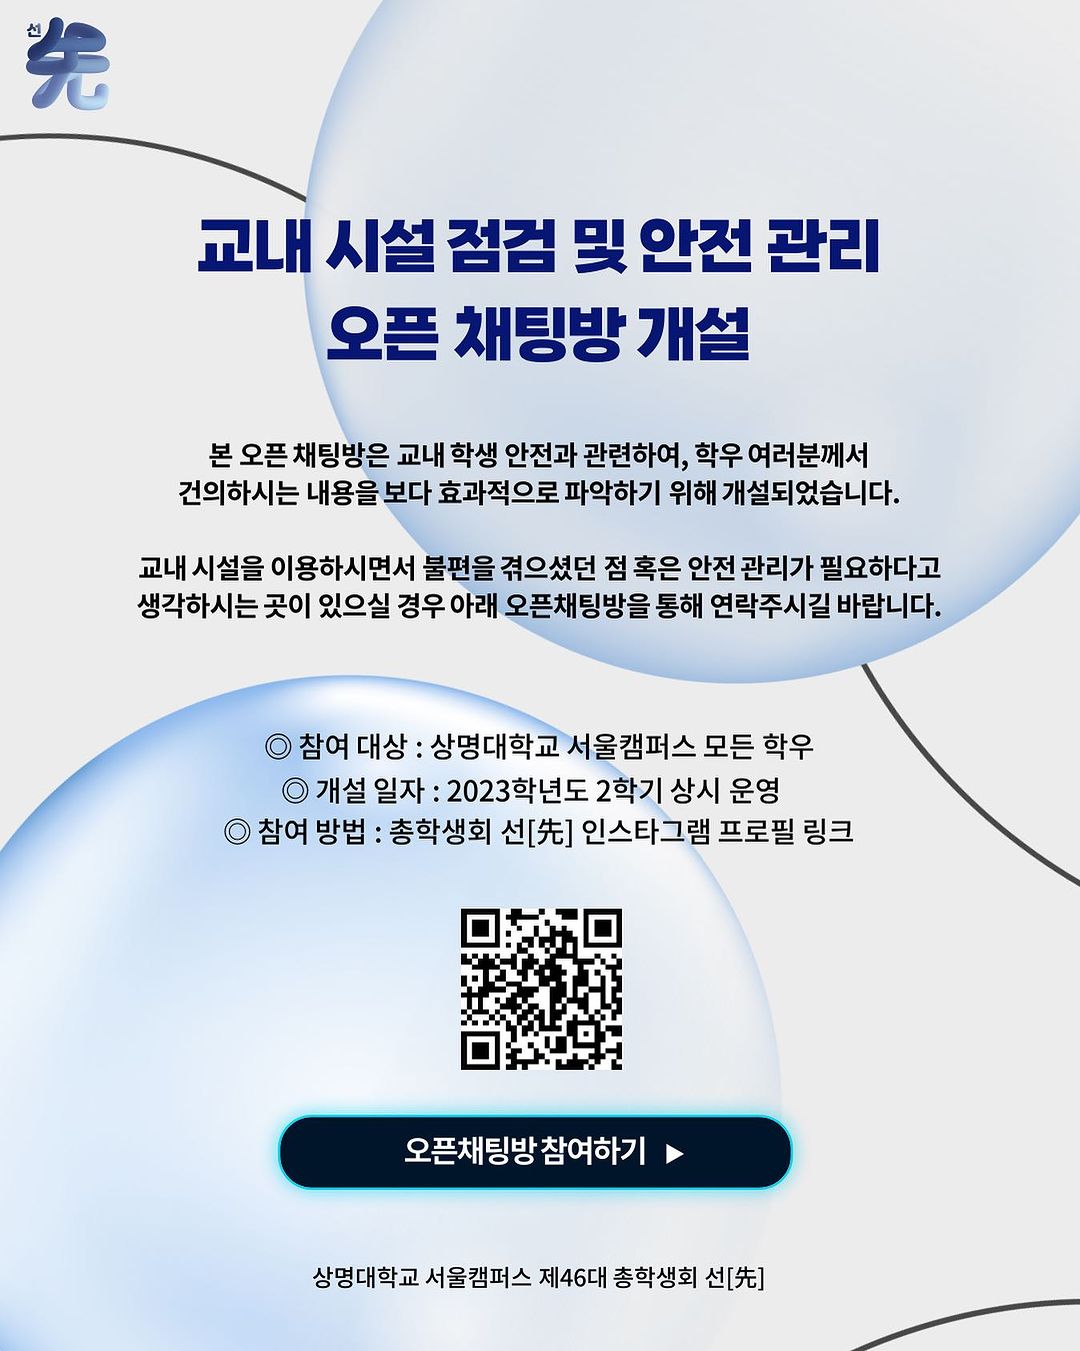 선 先
교내 시설 점검 및 안전 관리
오픈 채팅방 개설
본 오픈 채팅방은 교내 학생 안전과 관련하여, 학우 여러분께서
건의하시는 내용을 보다 효과적으로 파악하기 위해 개설되었습니다.
교내 시설을 이용하시면서 불편을 겪으셨던 점 혹은 안전 관리가 필요하다고
생각하시는 곳이 있으실 경우 아래 오픈채팅방을 통해 연락주시길 바랍니다.
◎ 참여 대상 : 상명대학교 서울캠퍼스 모든 학우
◎ 개설 일자 : 2023학년도 2학기 상시 운영
◎ 참여 방법 : 총학생회 선[先] 인스타그램 프로필 링크
오픈채팅방 참여하기 ▶
상명대학교 서울캠퍼스 제46대 총학생회 선[先]